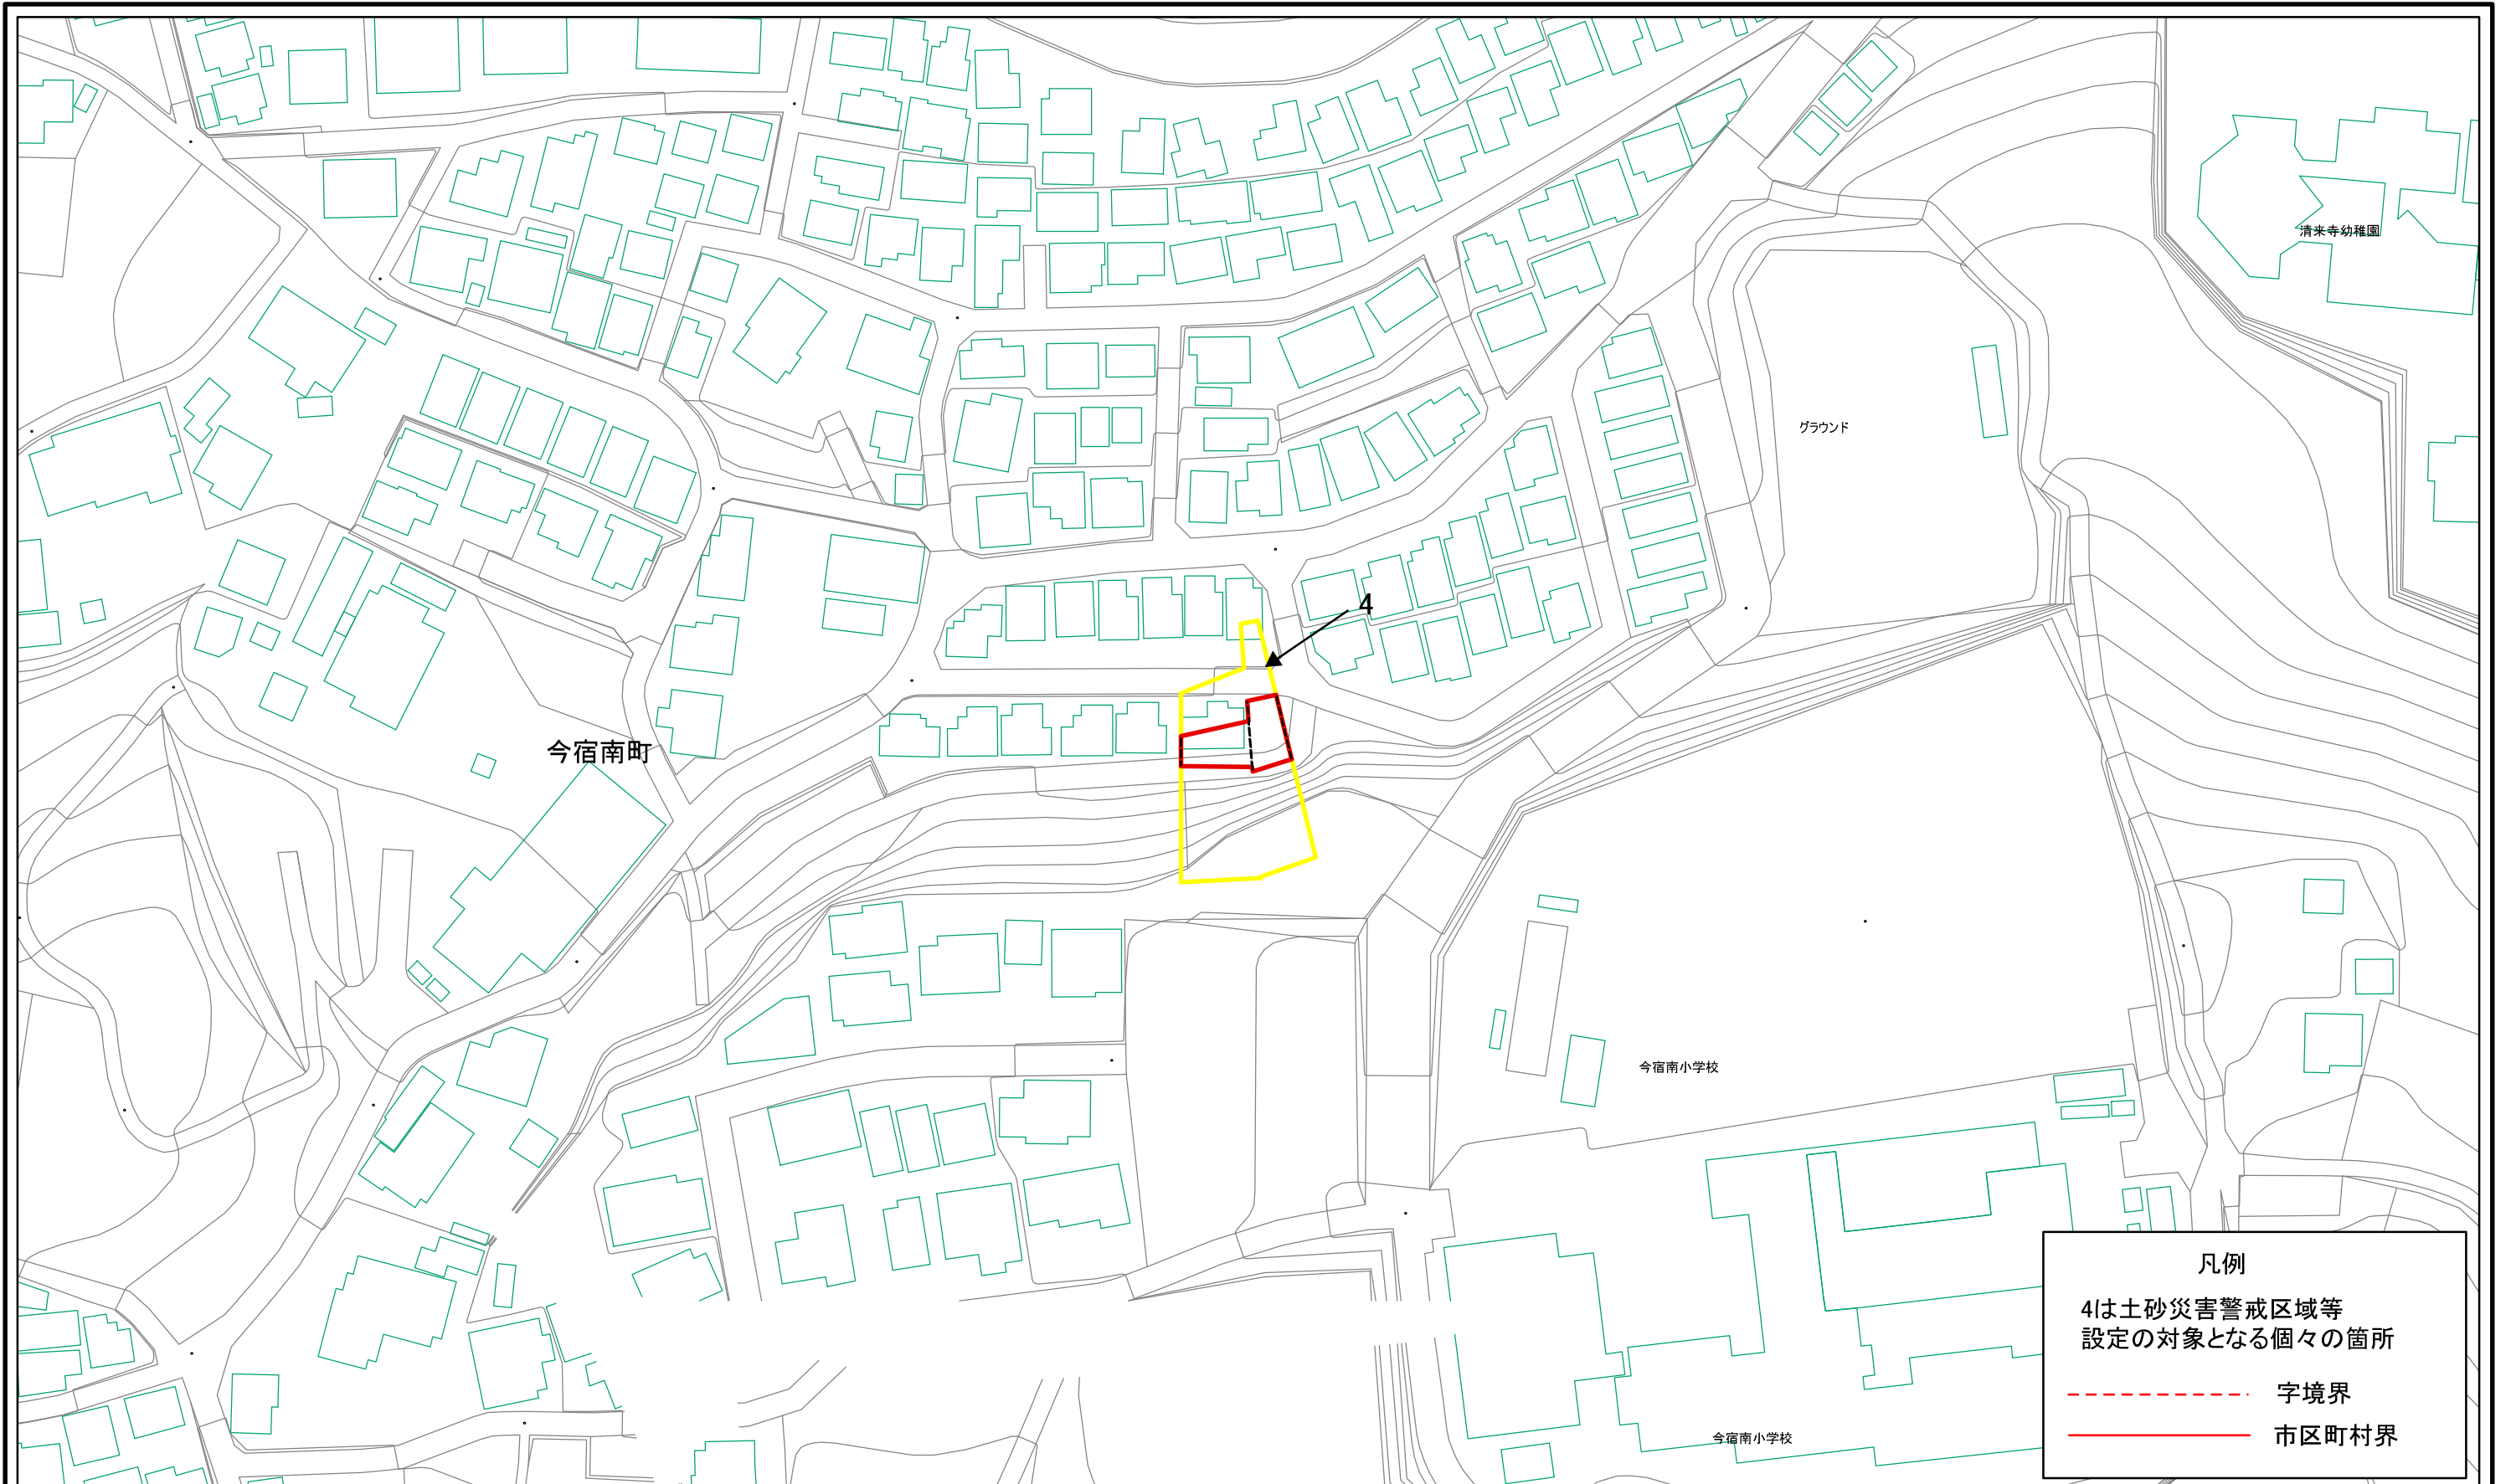 清来寺幼稚園
グラウンド
4
今宿南町
今宿南小学校
凡例
4は土砂災害警戒区域等
設定の対象となる個々の箇所
字境界
市区町村界
今宿南小学校